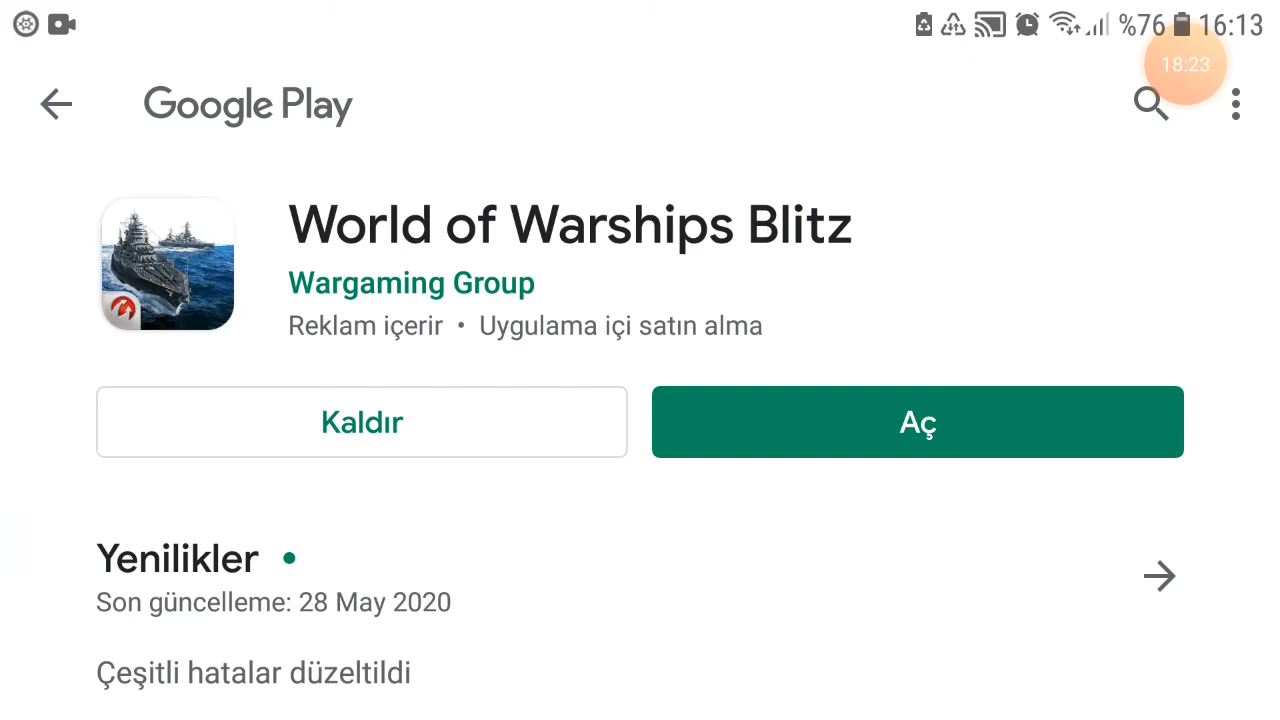 %76 16:13
18:23
Google Play
World of Warships Blitz
Wargaming Group
Reklam içerir • Uygulama içi satın alma
Kaldır
Aç
Yenilikler •
Son güncelleme: 28 May 2020
Çeşitli hatalar düzeltildi